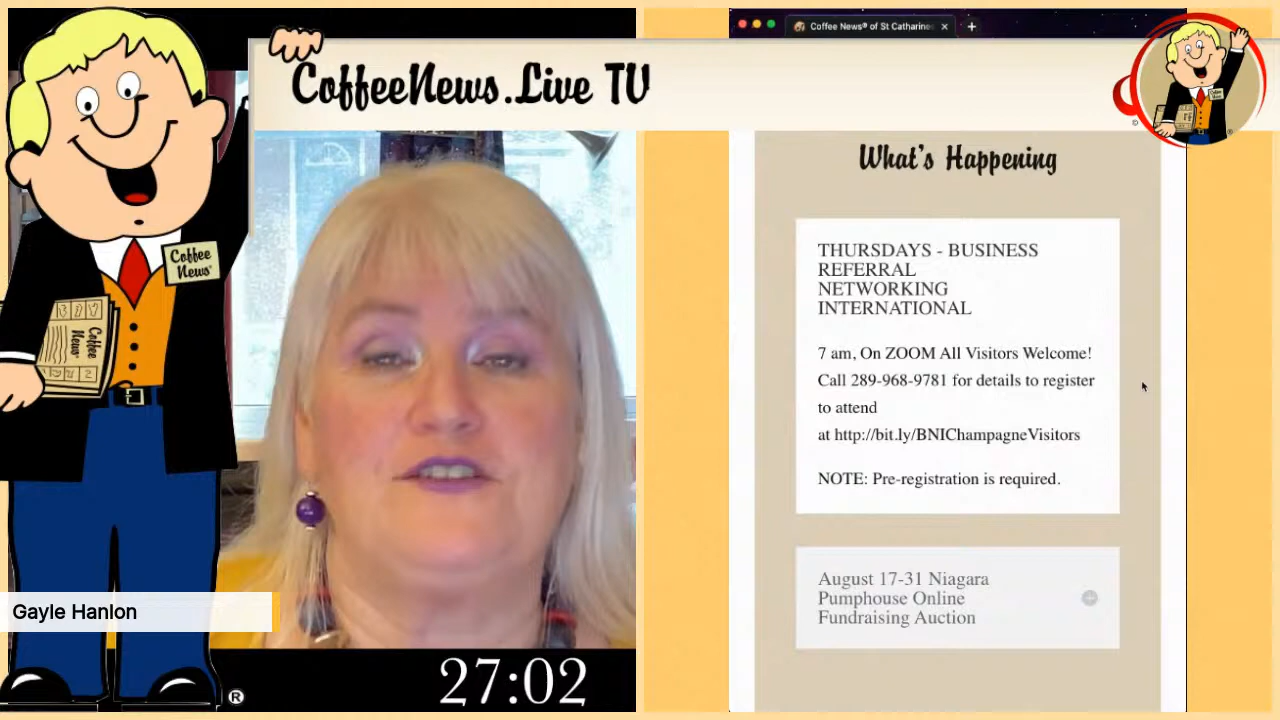 Coffee News® of St Catharine
CoffeeNews.Live TV
Coffee
News®
Coffee
News
What's Happening
THURSDAYS - BUSINESS
REFERRAL
NETWORKING
INTERNATIONAL
7 am, On ZOOM All Visitors Welcome!
Call 289-968-9781 for details to register
to attend
at http://bit.ly/BNIChampagneVisitors
NOTE: Pre-registration is required.
August 17-31 Niagara
Pumphouse Online
Fundraising Auction
Gayle Hanlon
27:02
®